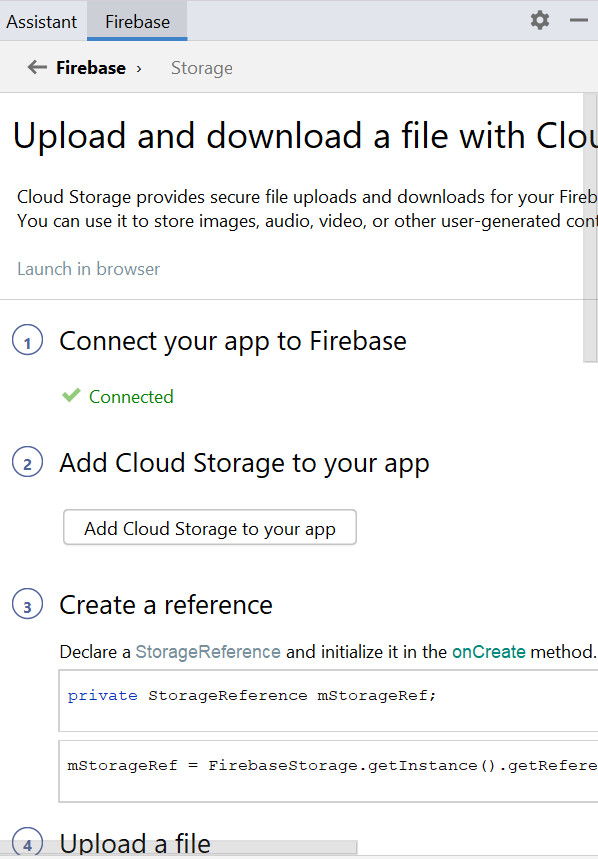 Assistant Firebase
← Firebase › Storage
Upload and download a file with Clou
Cloud Storage provides secure file uploads and downloads for your Fireb
You can use it to store images, audio, video, or other user-generated cont
Launch in browser
1 Connect your app to Firebase
Connected
2 Add Cloud Storage to your app
Add Cloud Storage to your app
3 Create a reference
Declare a StorageReference and initialize it in the onCreate method.
private StorageReference mStorageRef;
mStorageRef = FirebaseStorage.getInstance().getRefere
4 Upload a file